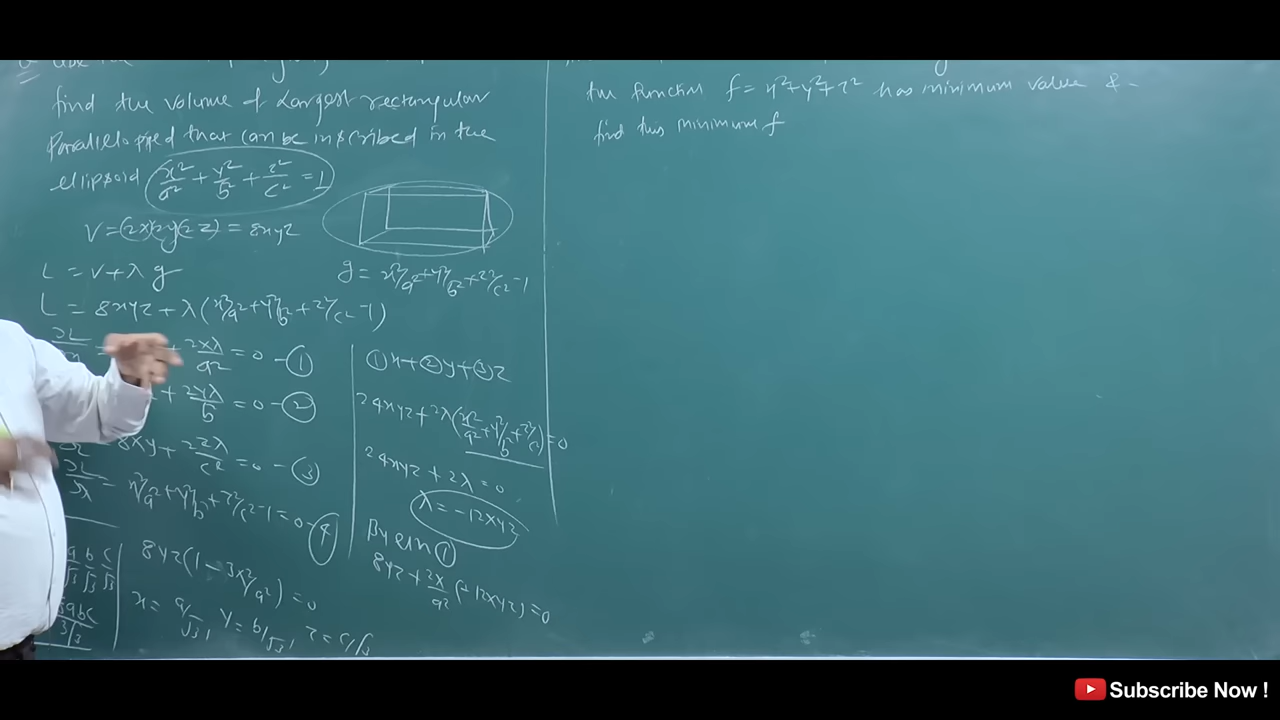 find the volume of Largest rectangular
Parallelopiped that can be inscribed in the
ellipsoid x²/a² + y²/b² + z²/c² = 1
V = (2x)(2y)(2z) = 8xyz
L = V + λ g
g = x²/a² + y²/b² + z²/c² - 1
L = 8xyz + λ(x²/a² + y²/b² + z²/c² - 1)
+ 2xλ/a² = 0 - ①
+ 2yλ/b = 0 - ②
8xy + 2zλ/c² = 0 - ③
∂L/∂λ = x²/a² + y²/b² + z²/c² - 1 = 0 - ④
8yz(1 - 3x²/a²) = 0
x = a/√3, y = b/√3, z = c/√3
a/√3 b/√3 c/√3
①x + ②y + ③z
24xyz + 2λ(x²/a² + y²/b² + z²/c²) = 0
24xyz + 2λ = 0
λ = -12xyz
By eqn ①
8yz + 2x/a² (-12xyz) = 0
the function f = x² + y² + z² has minimum value &
find this minimum f
Subscribe Now !